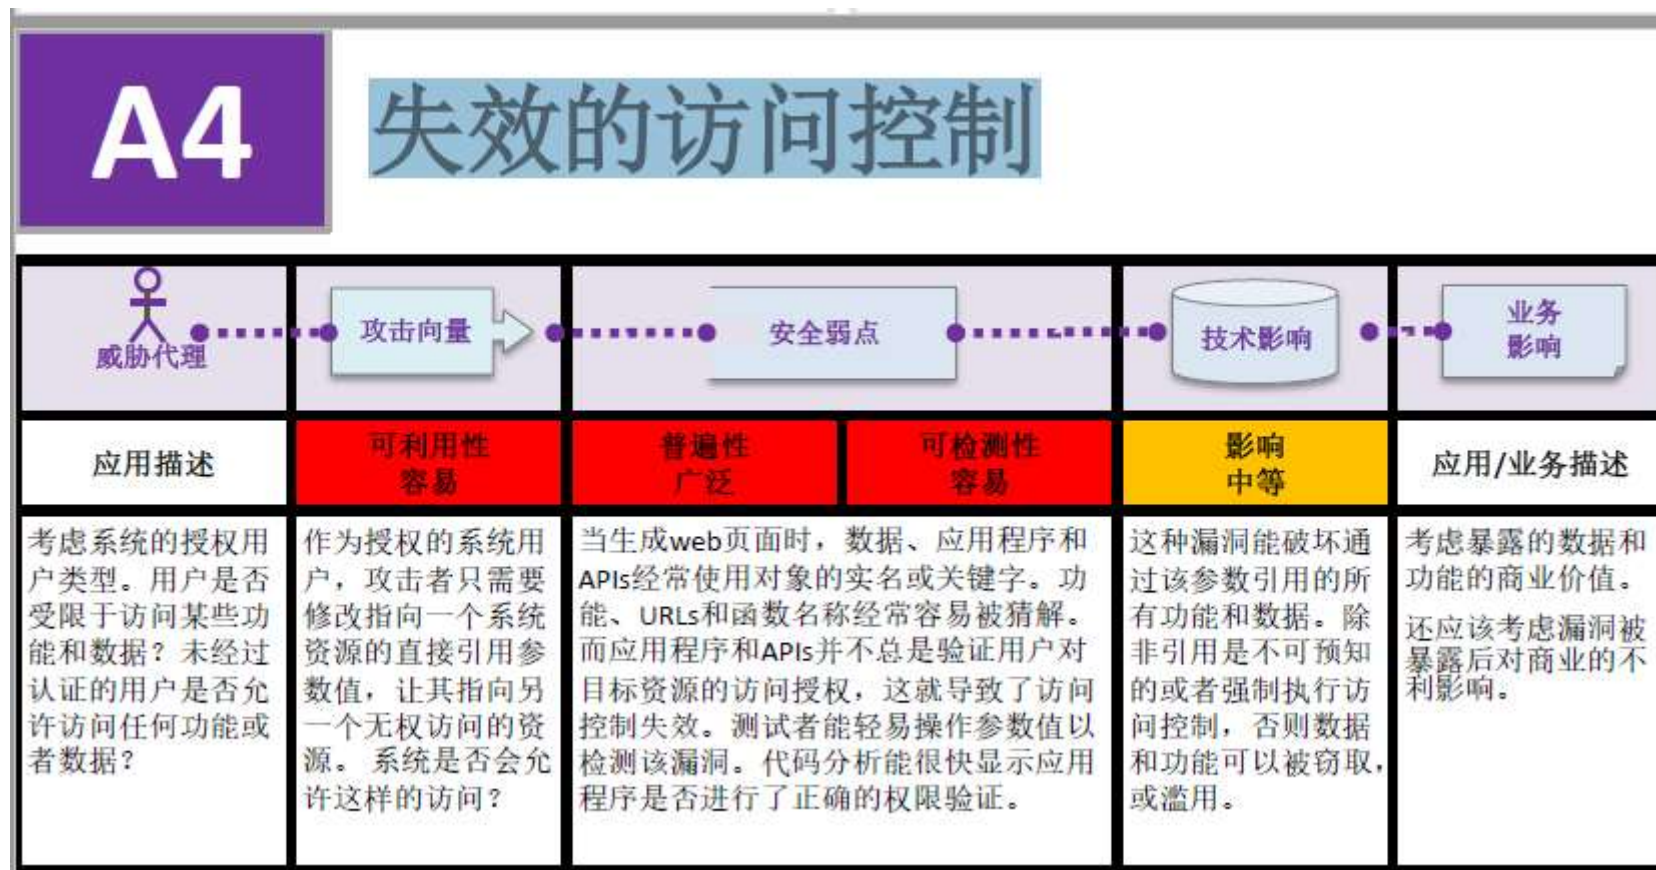 A4
失效的访问控制
威胁代理
攻击向量
安全弱点
技术影响
业务
影响
应用描述
可利用性
容易
普遍性
广泛
可检测性
容易
影响
中等
应用/业务描述
考虑系统的授权用
户类型。用户是否
受限于访问某些功
能和数据？未经过
认证的用户是否允
许访问任何功能或
者数据？
作为授权的系统用
户，攻击者只需要
修改指向一个系统
资源的直接引用参
数值，让其指向另
一个无权访问的资
源。 系统是否会允
许这样的访问？
当生成web页面时，数据、应用程序和
APIs经常使用对象的实名或关键字。功
能、URLs和函数名称经常容易被猜解。
而应用程序和APIs并不总是验证用户对
目标资源的访问授权，这就导致了访问
控制失效。测试者能轻易操作参数值以
检测该漏洞。代码分析能很快显示应用
程序是否进行了正确的权限验证。
这种漏洞能破坏通
过该参数引用的所
有功能和数据。除
非引用是不可预知
的或者强制执行访
问控制，否则数据
和功能可以被窃取，
或滥用。
考虑暴露的数据和
功能的商业价值。
还应该考虑漏洞被
暴露后对商业的不
利影响。